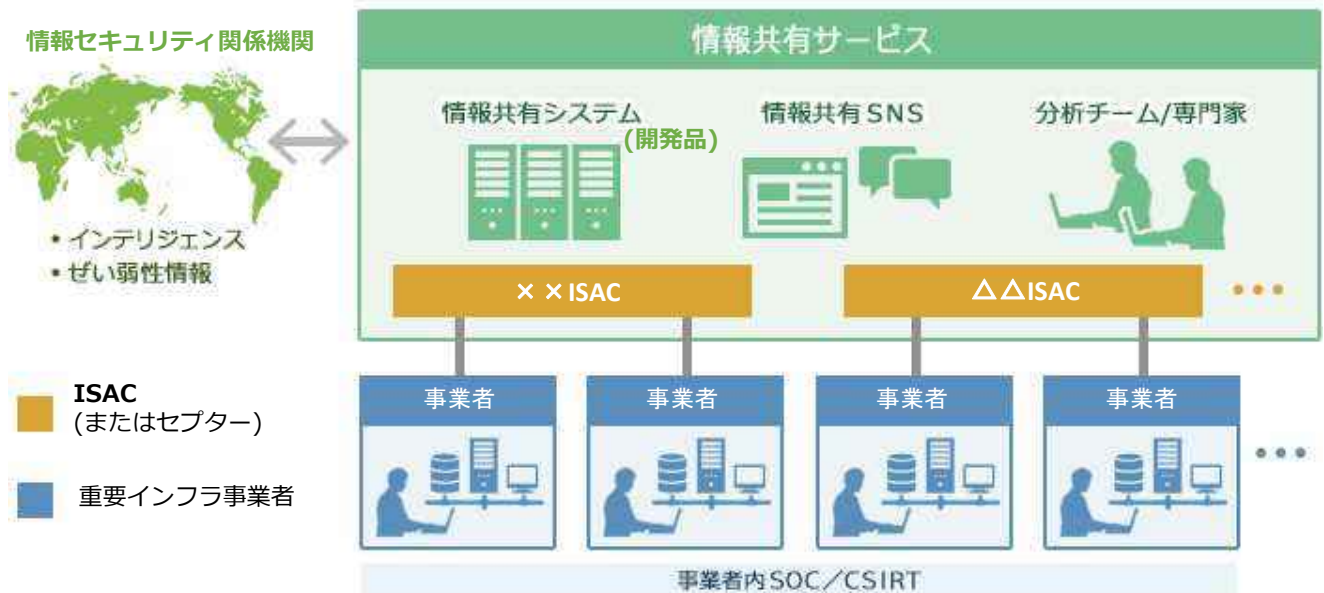 情報セキュリティ関係機関
• インテリジェンス
• ぜい弱性情報
情報共有サービス
情報共有システム
(開発品)
情報共有SNS
分析チーム/専門家
××ISAC
△△ISAC
•••
ISAC
(またはセプター)
重要インフラ事業者
事業者
事業者
事業者
事業者
•••
事業者内SOC/CSIRT